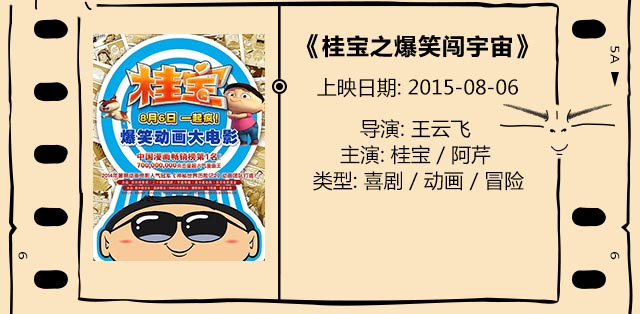 桂宝
8月6日 一起疯!
爆笑动画大电影
中国漫画畅销榜第1名
《桂宝之爆笑闯宇宙》
上映日期: 2015-08-06
导演: 王云飞
主演: 桂宝 / 阿芹
类型: 喜剧 / 动画 / 冒险
5A
6
6